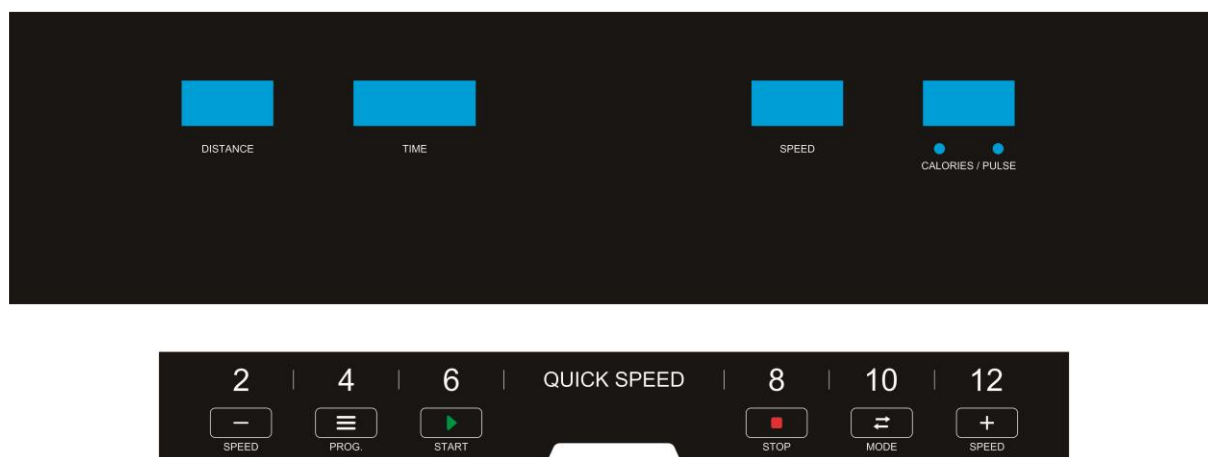 DISTANCE TIME SPEED
CALORIES / PULSE
2 | 4 | 6 | QUICK SPEED | 8 | 10 | 12
SPEED PROG. START STOP MODE SPEED